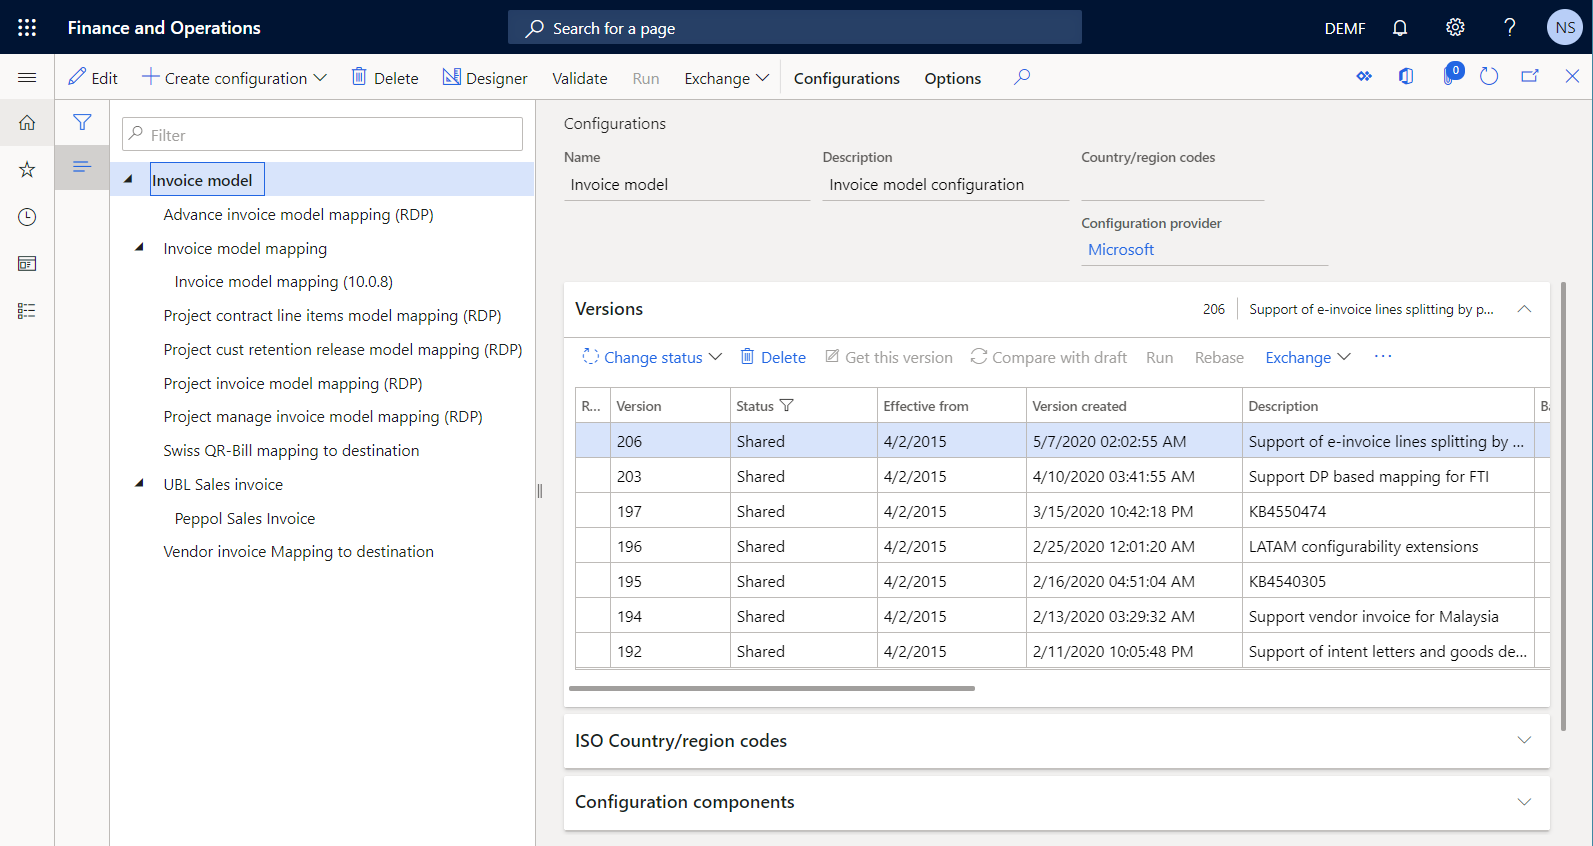 Finance and Operations
Search for a page
DEMF
?
NS
Edit
Create configuration
Delete
Designer
Validate
Run
Exchange
Configurations
Options
0
Filter
Invoice model
Advance invoice model mapping (RDP)
Invoice model mapping
Invoice model mapping (10.0.8)
Project contract line items model mapping (RDP)
Project cust retention release model mapping (RDP)
Project invoice model mapping (RDP)
Project manage invoice model mapping (RDP)
Swiss QR-Bill mapping to destination
UBL Sales invoice
Peppol Sales Invoice
Vendor invoice Mapping to destination
Configurations
Name
Description
Country/region codes
Invoice model
Invoice model configuration
Configuration provider
Microsoft
Versions
206
Support of e-invoice lines splitting by p...
Change status
Delete
Get this version
Compare with draft
Run
Rebase
Exchange
...
R... Version Status Effective from Version created Description Ba
206 Shared 4/2/2015 5/7/2020 02:02:55 AM Support of e-invoice lines splitting by ...
203 Shared 4/2/2015 4/10/2020 03:41:55 AM Support DP based mapping for FTI
197 Shared 4/2/2015 3/15/2020 10:42:18 PM KB4550474
196 Shared 4/2/2015 2/25/2020 12:01:20 AM LATAM configurability extensions
195 Shared 4/2/2015 2/16/2020 04:51:04 AM KB4540305
194 Shared 4/2/2015 2/13/2020 03:29:32 AM Support vendor invoice for Malaysia
192 Shared 4/2/2015 2/11/2020 10:05:48 PM Support of intent letters and goods de...
ISO Country/region codes
Configuration components